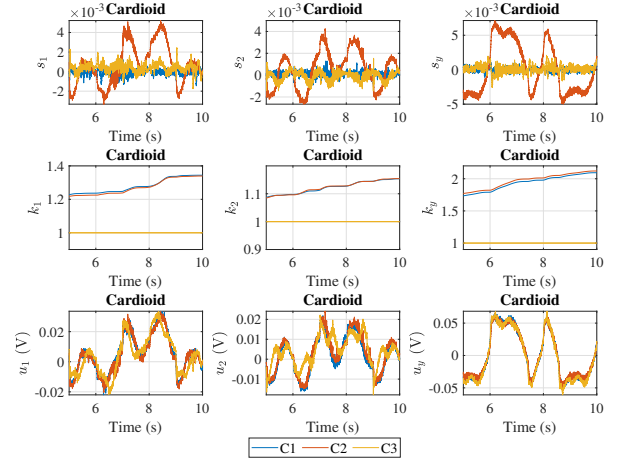 ×10⁻³ Cardioid ×10⁻³ Cardioid ×10⁻³ Cardioid
s₁ 4 2 0 -2 s₂ 4 2 0 -2 s_y 5 0 -5
6 8 10 6 8 10 6 8 10
Time (s) Time (s) Time (s)
Cardioid Cardioid Cardioid
k₁ 1.4 1.2 1 k₂ 1.1 1 0.9 k_y 2 1.5 1
6 8 10 6 8 10 6 8 10
Time (s) Time (s) Time (s)
Cardioid Cardioid Cardioid
u₁ (V) 0.02 0 -0.02 u₂ (V) 0.02 0.01 0 -0.01 u_y (V) 0.05 0 -0.05
6 8 10 6 8 10 6 8 10
Time (s) Time (s) Time (s)
C1 C2 C3